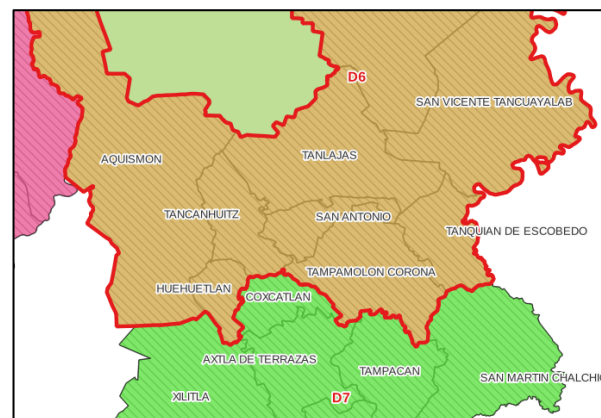 D6
SAN VICENTE TANCUAYALAB
AQUISMON
TANLAJAS
TANCANHUITZ
SAN ANTONIO
TANQUIAN DE ESCOBEDO
TAMPAMOLON CORONA
HUEHUETLAN
COXCATLAN
AXTLA DE TERRAZAS
TAMPACAN
SAN MARTIN CHALCHIC
XILITLA
D7